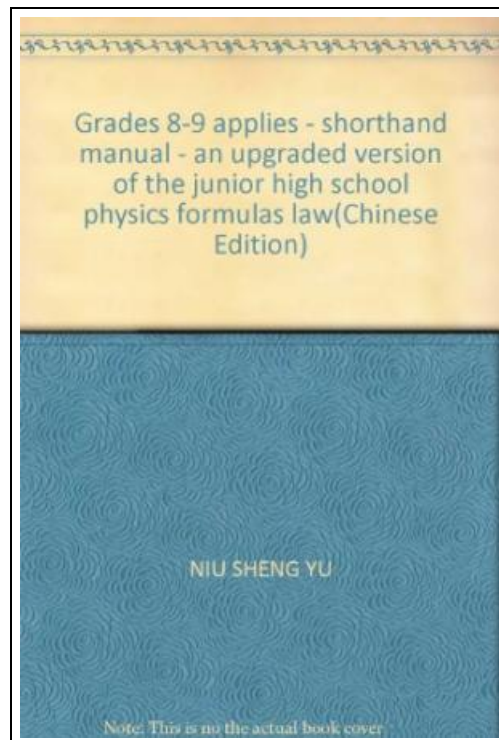 Grades 8-9 applies - shorthand
manual - an upgraded version
of the junior high school
physics formulas law(Chinese
Edition)
NIU SHENG YU
Note: This is no the actual book cover